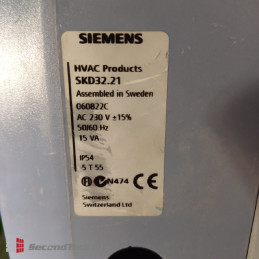 SIEMENS
HVAC Products
SKD32.21
Assembled in Sweden
060822C
AC 230 V ±15%
50/60 Hz
15 VA
IP54
S T 55
N474 CE
Siemens
Switzerland Ltd